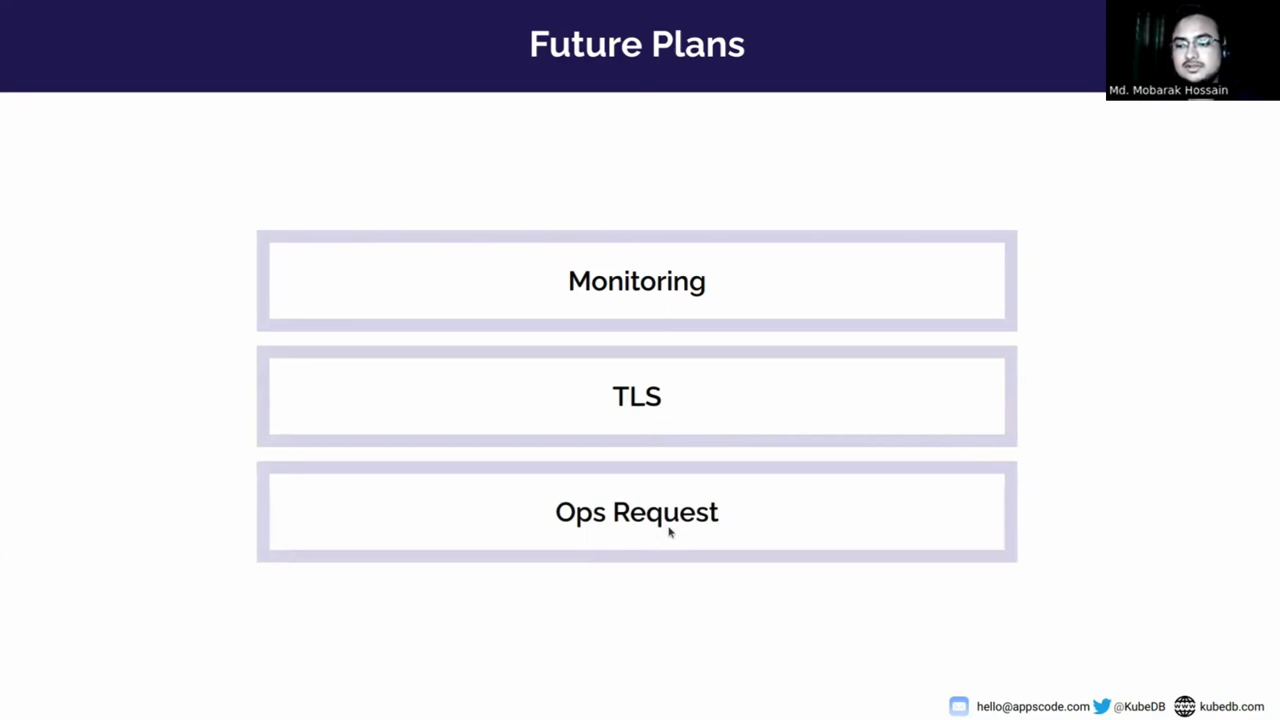 Future Plans
Md. Mobarak Hossain
Monitoring
TLS
Ops Request
hello@appscode.com @KubeDB kubedb.com